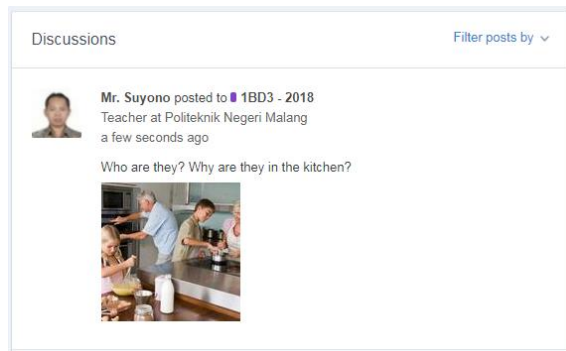 Discussions
Filter posts by
Mr. Suyono posted to 1BD3 - 2018
Teacher at Politeknik Negeri Malang
a few seconds ago
Who are they? Why are they in the kitchen?